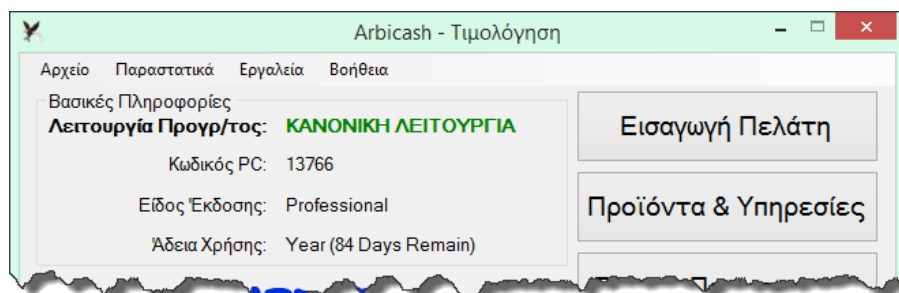 Arbicash - Τιμολόγηση
Αρχείο Παραστατικά Εργαλεία Βοήθεια
Βασικές Πληροφορίες
Λειτουργία Προγρ/τος: ΚΑΝΟΝΙΚΗ ΛΕΙΤΟΥΡΓΙΑ
Κωδικός PC: 13766
Είδος Έκδοσης: Professional
Άδεια Χρήσης: Year (84 Days Remain)
Εισαγωγή Πελάτη
Προϊόντα & Υπηρεσίες